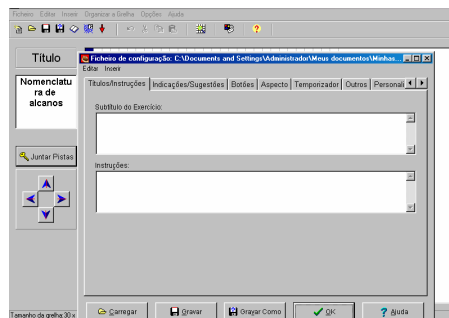 Ficheiro Editar Inserir Organizar a Grelha Opções Ajuda
Título
Nomenclatu
ra de
alcanos
Juntar Pistas
Tamanho da grelha:30 x
Ficheiro de configuração: C:\Documents and Settings\Administrador\Meus documentos\Minhas...
Editar Inserir
Títulos/Instruções Indicações/Sugestões Botões Aspecto Temporizador Outros Personali
Subtítulo do Exercício:
Instruções:
Carregar Gravar Gravar Como OK Ajuda